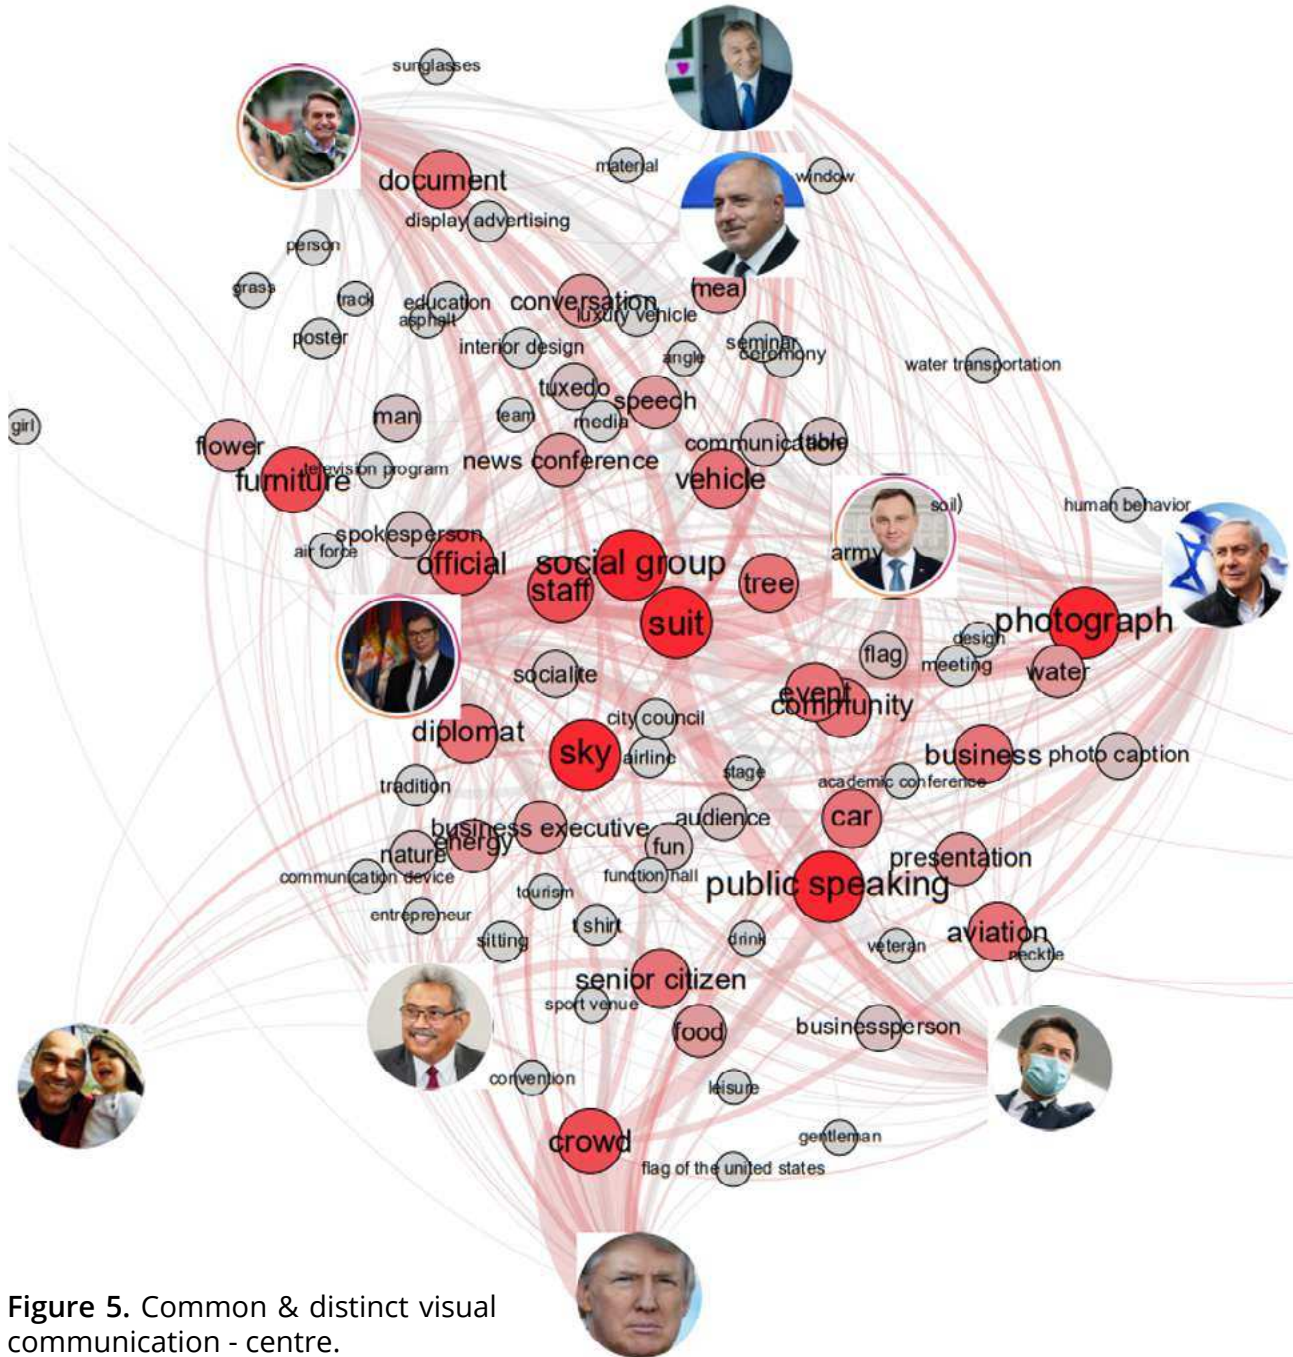 sunglasses
material
window
document
display advertising
person
grass
track
education
conversation
meal
asphalt
luxury vehicle
poster
interior design
angle
seminar
ceremony
water transportation
tuxedo
speech
man
team
media
girl
flower
communication
table
furniture
television program
news conference
vehicle
soil)
human behavior
spokesperson
air force
official
social group
army
staff
tree
suit
photograph
design
flag
meeting
water
socialite
event
community
city council
diplomat
sky
airline
business
photo caption
stage
academic conference
tradition
audience
car
business executive
energy
nature
fun
presentation
communication device
function hall
public speaking
tourism
entrepreneur
t shirt
sitting
drink
veteran
aviation
necktie
senior citizen
sport venue
food
businessperson
convention
leisure
crowd
gentleman
flag of the united states
Figure 5. Common & distinct visual
communication - centre.